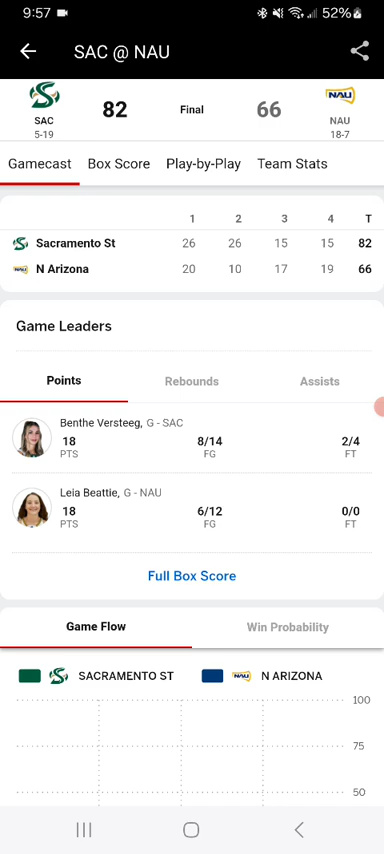 9:57 52%
SAC @ NAU
SAC 5-19 82 Final 66 NAU NAU 18-7
Gamecast Box Score Play-by-Play Team Stats
1 2 3 4 T
Sacramento St 26 26 15 15 82
NAU N Arizona 20 10 17 19 66
Game Leaders
Points Rebounds Assists
Benthe Versteeg, G - SAC
18 8/14 2/4
PTS FG FT
Leia Beattie, G - NAU
18 6/12 0/0
PTS FG FT
Full Box Score
Game Flow Win Probability
SACRAMENTO ST NAU N ARIZONA
100
75
50